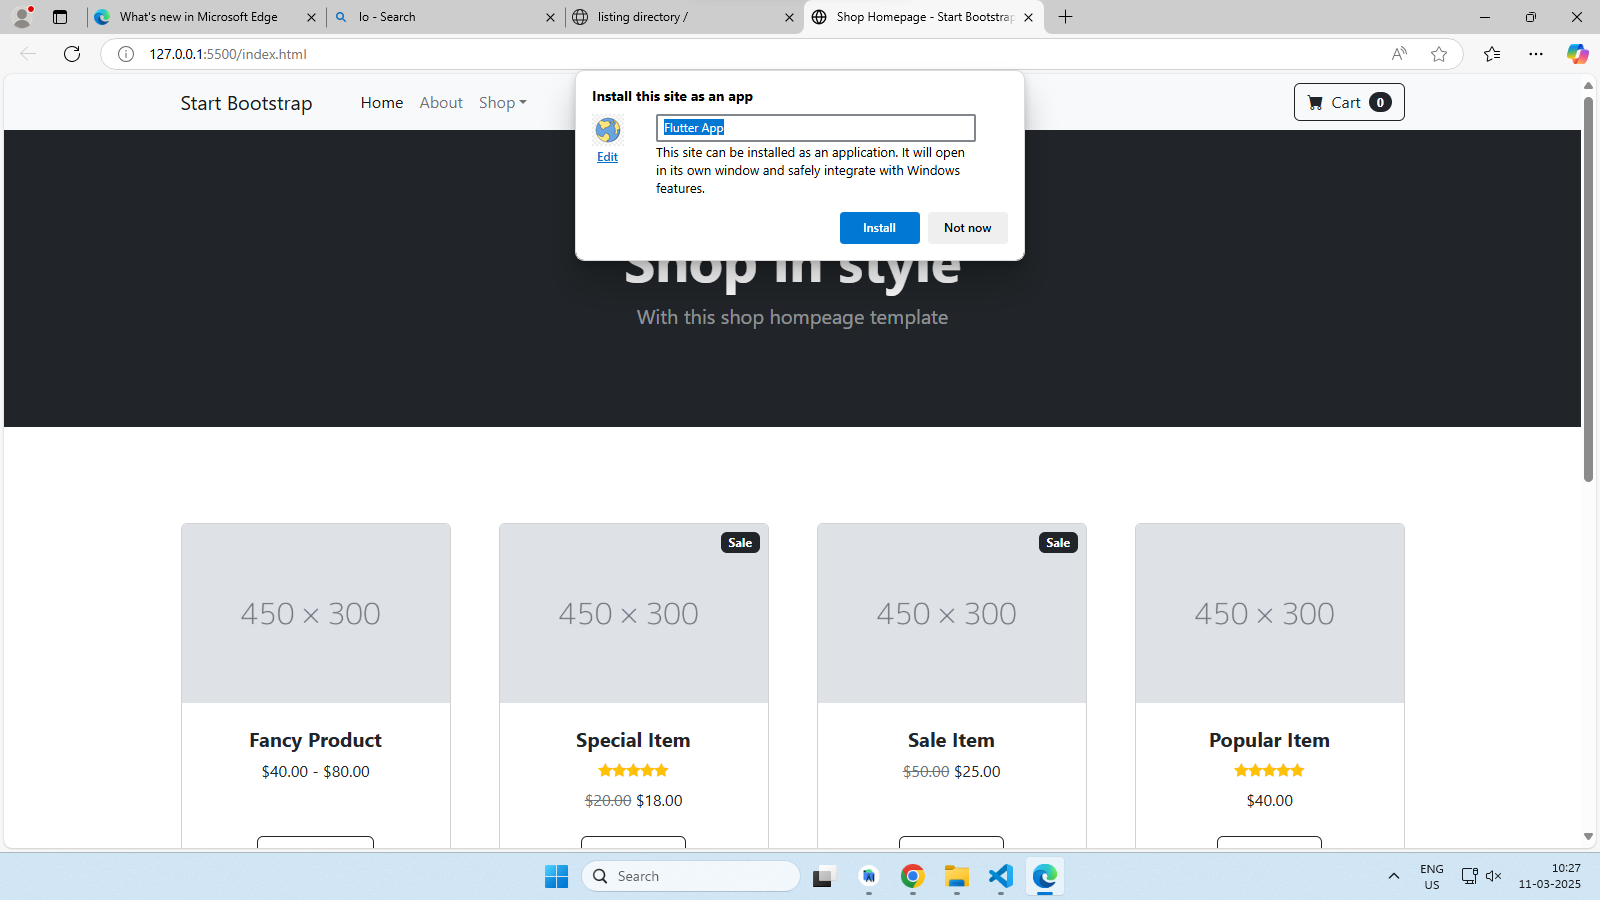 What's new in Microsoft Edge
lo - Search
listing directory /
Shop Homepage - Start Bootstrap
127.0.0.1:5500/index.html
Start Bootstrap
Home
About
Shop
Cart 0
Install this site as an app
Flutter App
Edit
This site can be installed as an application. It will open
in its own window and safely integrate with Windows
features.
Install
Not now
Shop in style
With this shop hompeage template
450 × 300
Sale
450 × 300
Sale
450 × 300
450 × 300
Fancy Product
$40.00 - $80.00
Special Item
$20.00 $18.00
Sale Item
$50.00 $25.00
Popular Item
$40.00
Search
ENG
US
10:27
11-03-2025